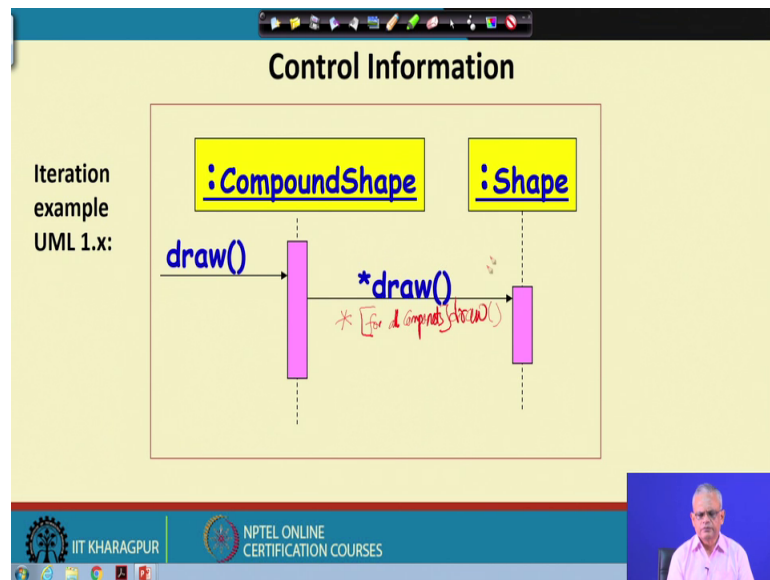 Control Information
Iteration
example
UML 1.x:
:CompoundShape
:Shape
draw()
*draw()
* [for all components] draw()
IIT KHARAGPUR
NPTEL ONLINE
CERTIFICATION COURSES